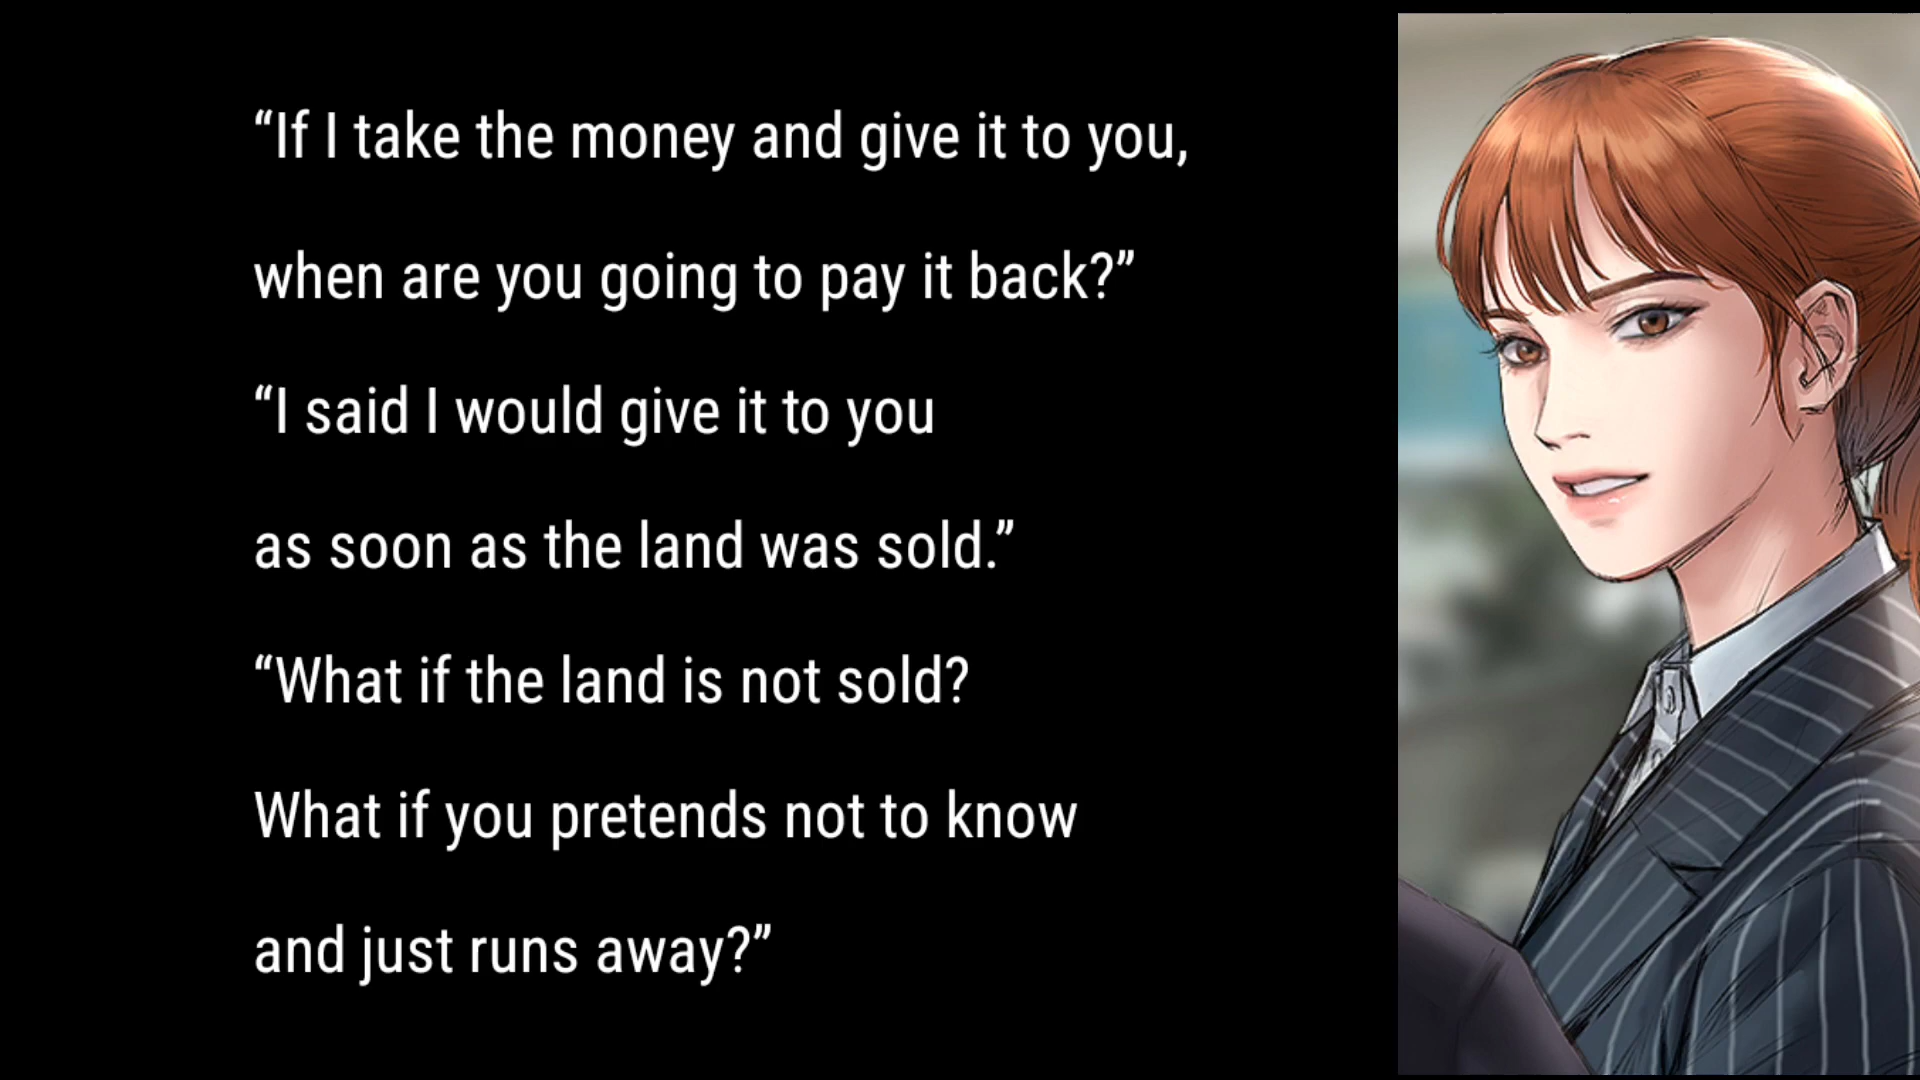 “If I take the money and give it to you,
when are you going to pay it back?”
“I said I would give it to you
as soon as the land was sold.”
“What if the land is not sold?
What if you pretends not to know
and just runs away?”